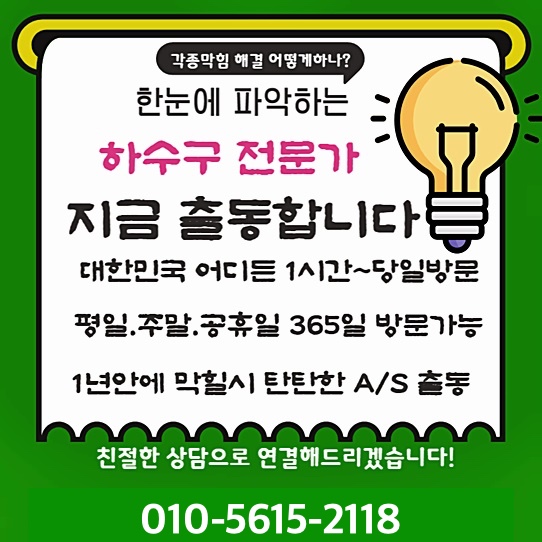 각종막힘 해결 어떻게하나?
한눈에 파악하는
하수구 전문가
지금 출동합니다
대한민국 어디든 1시간~당일방문
평일.주말.공휴일 365일 방문가능
1년안에 막힐시 탄탄한 A/S 출동
친절한 상담으로 연결해드리겠습니다!
010-5615-2118